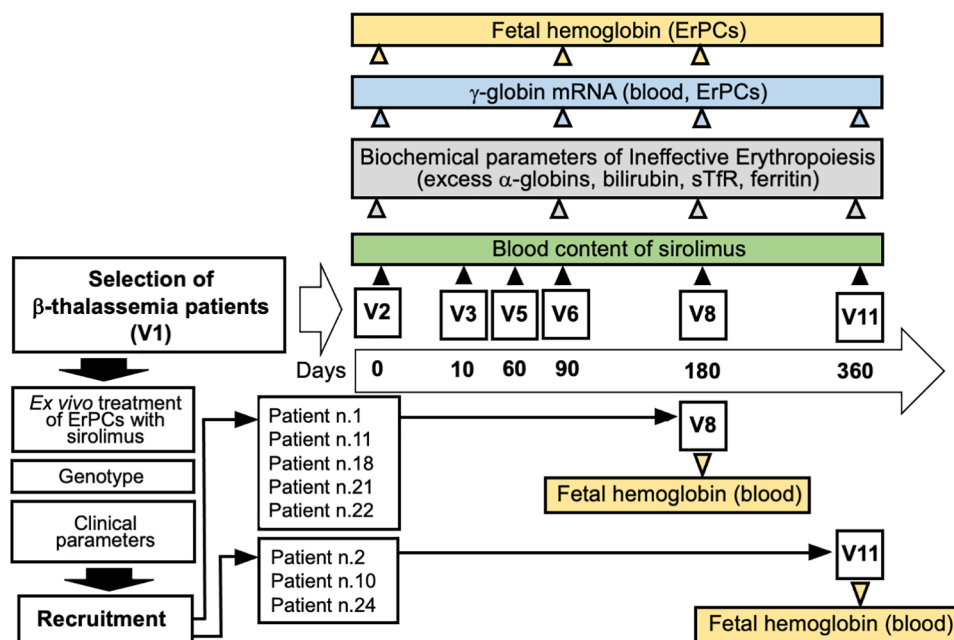 Fetal hemoglobin (ErPCs)
γ-globin mRNA (blood, ErPCs)
Biochemical parameters of Ineffective Erythropoiesis
(excess α-globins, bilirubin, sTfR, ferritin)
Blood content of sirolimus
Selection of
β-thalassemia patients
(V1)
V2
V3
V5
V6
V8
V11
Days
0
10
60
90
180
360
Ex vivo treatment
of ErPCs with
sirolimus
Genotype
Clinical
parameters
Recruitment
Patient n.1
Patient n.11
Patient n.18
Patient n.21
Patient n.22
V8
Fetal hemoglobin (blood)
Patient n.2
Patient n.10
Patient n.24
V11
Fetal hemoglobin (blood)